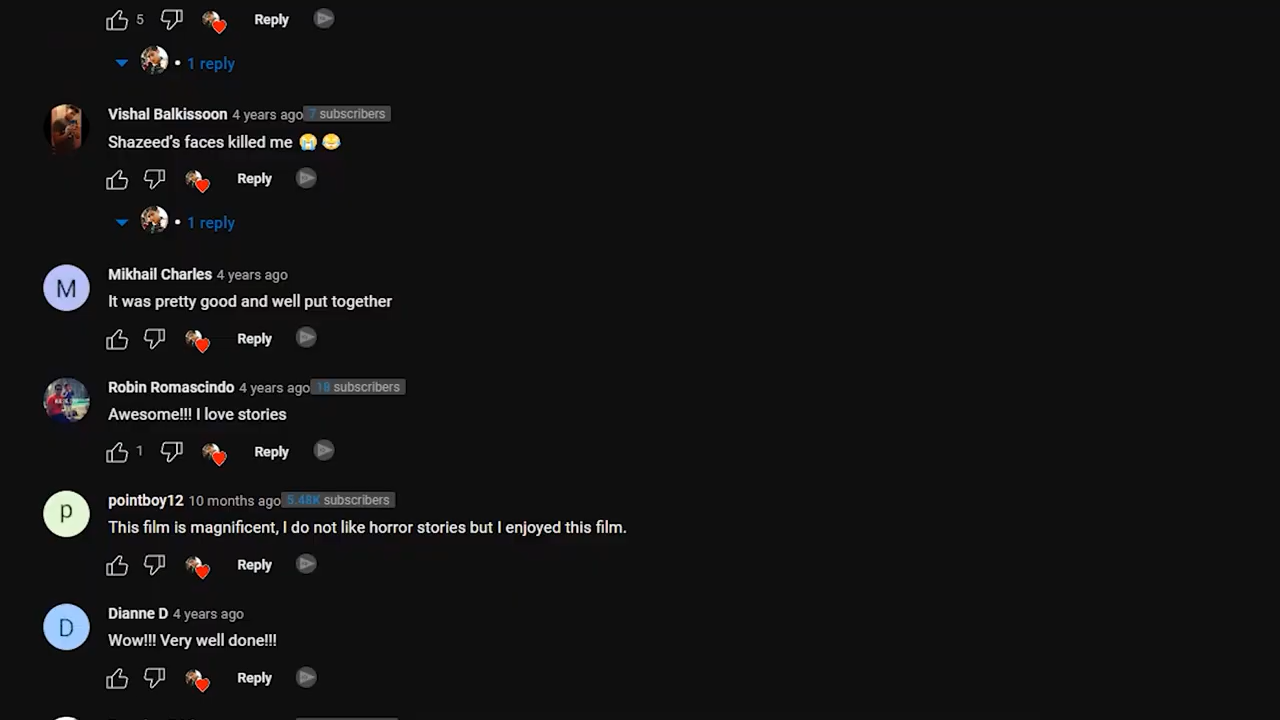 5 Reply
• 1 reply
Vishal Balkissoon 4 years ago 7 subscribers
Shazeed's faces killed me 😭 😂
Reply
• 1 reply
M
Mikhail Charles 4 years ago
It was pretty good and well put together
Reply
Robin Romascindo 4 years ago 18 subscribers
Awesome!!! I love stories
1 Reply
p
pointboy12 10 months ago 5.48K subscribers
This film is magnificent, I do not like horror stories but I enjoyed this film.
Reply
D
Dianne D 4 years ago
Wow!!! Very well done!!!
Reply